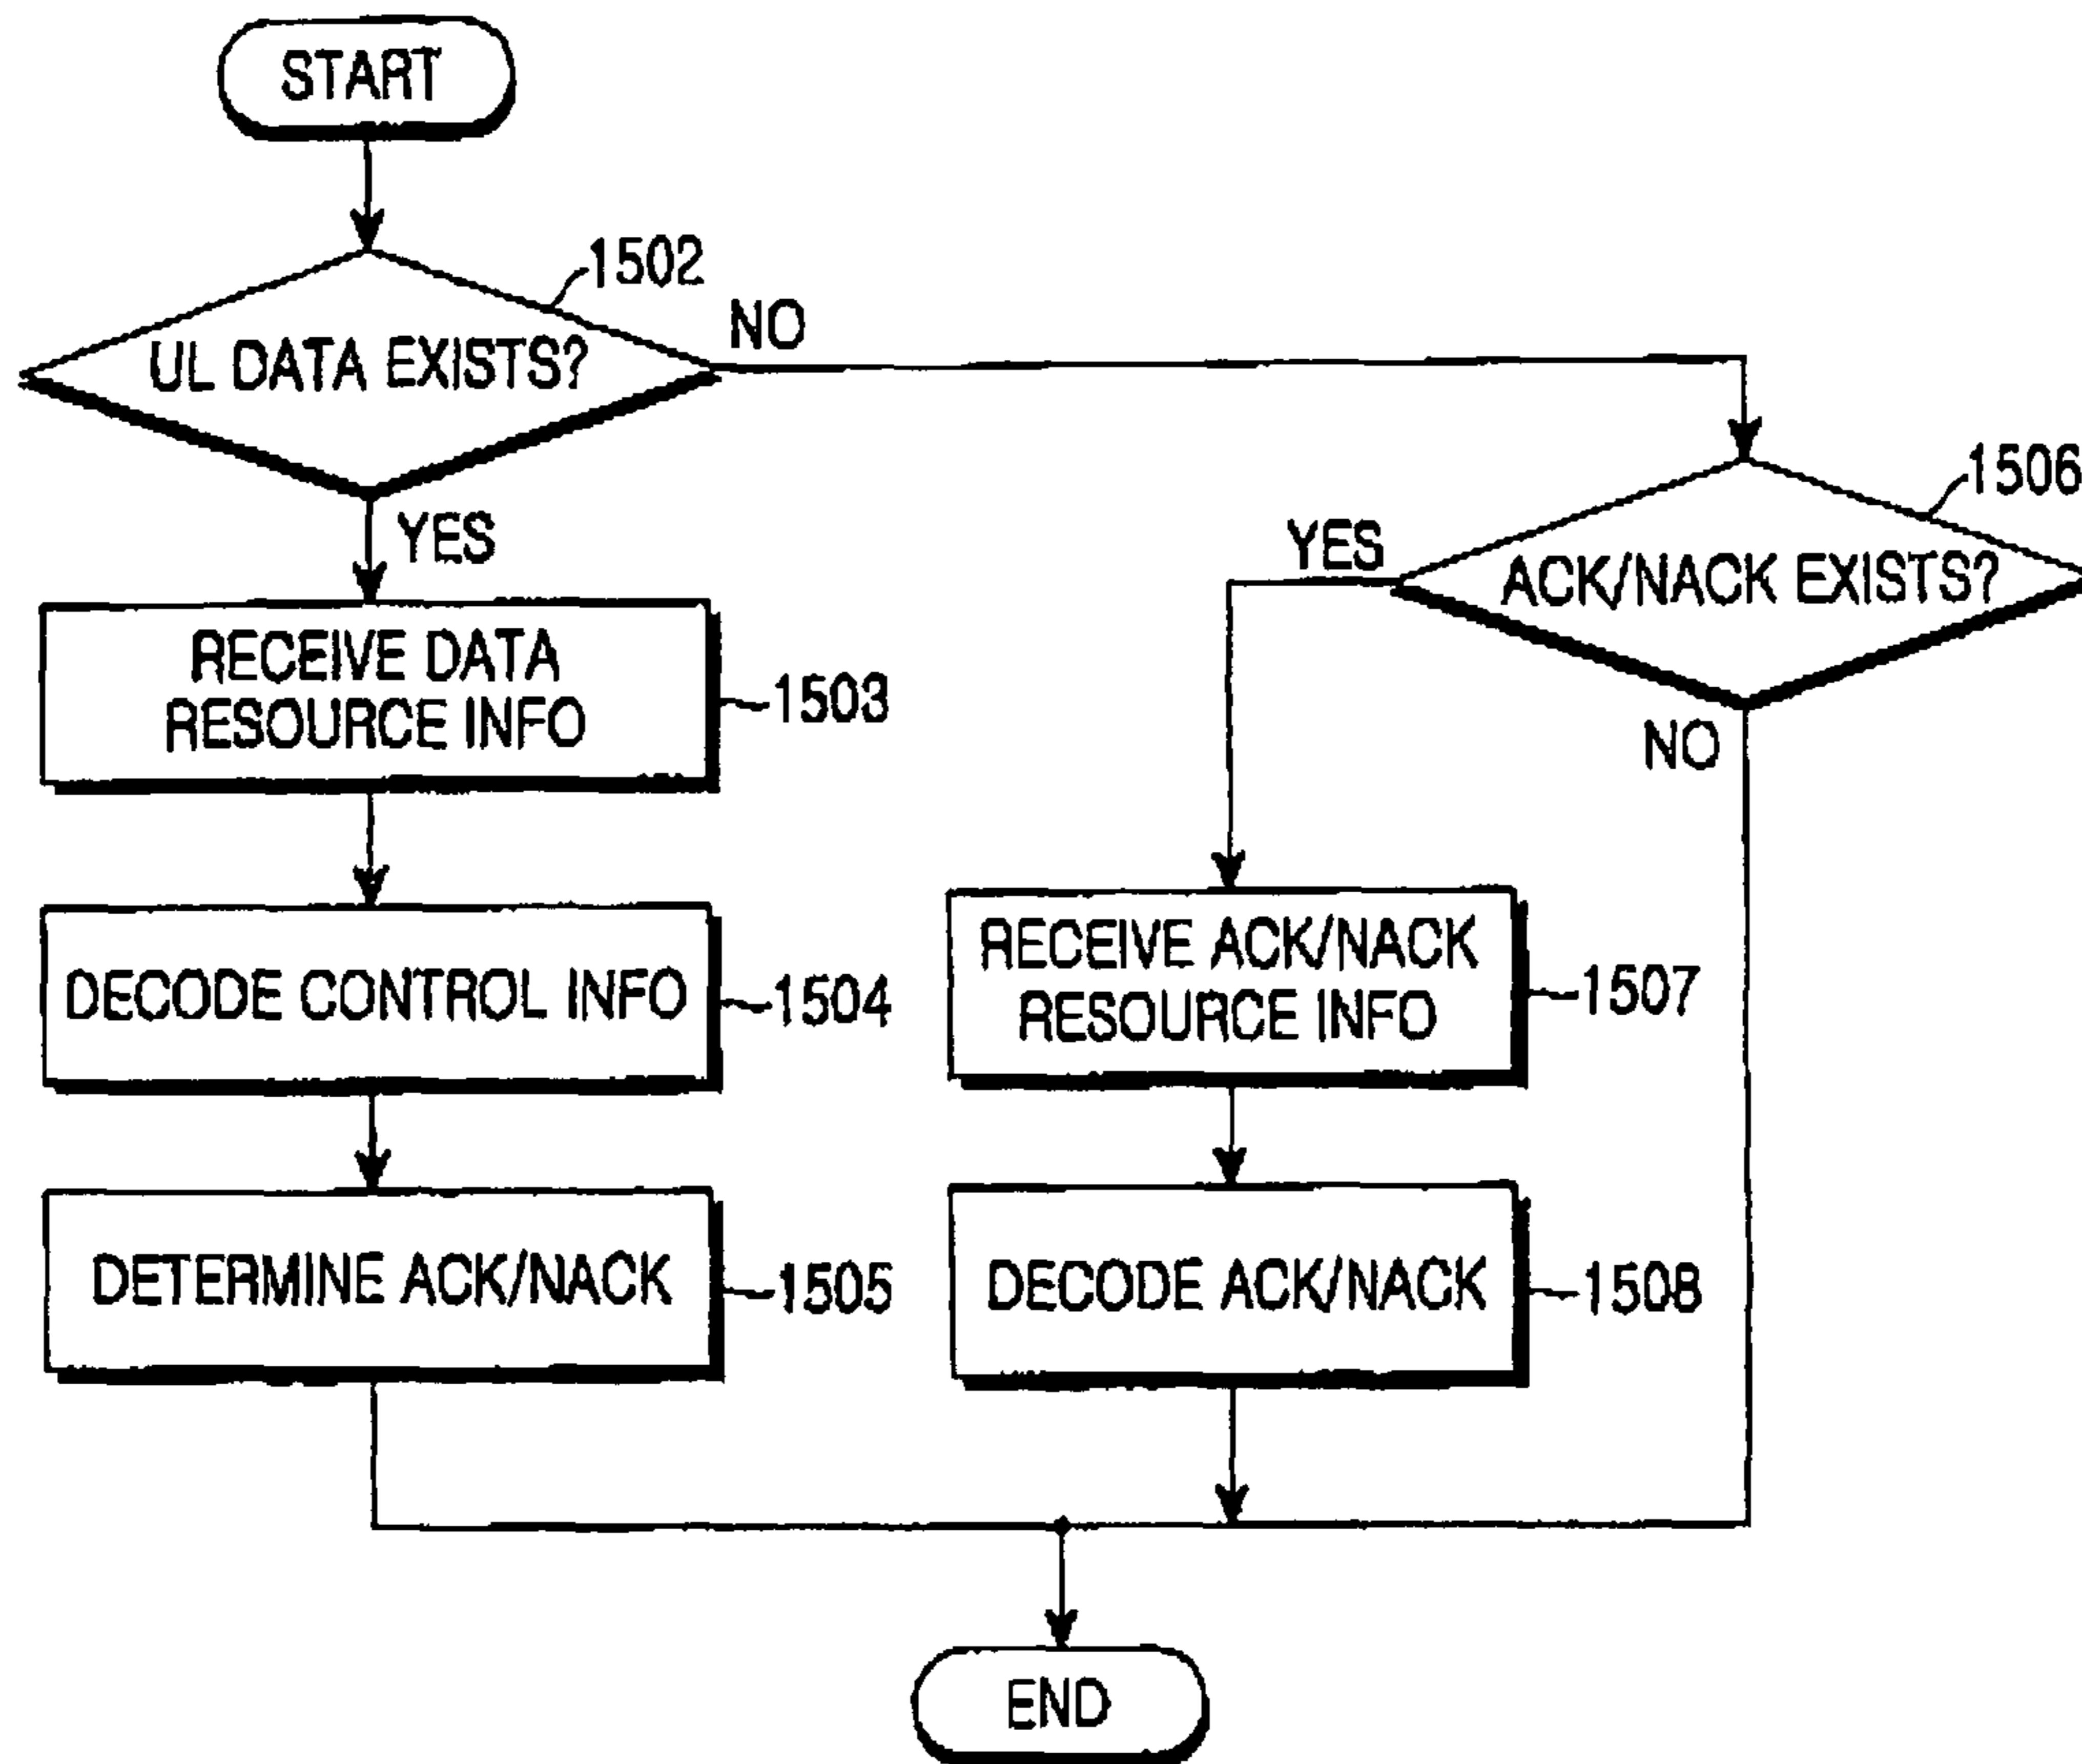 START
1502
UL DATA EXISTS?
NO
YES
1506
ACK/NACK EXISTS?
YES
NO
RECEIVE DATA
RESOURCE INFO
1503
DECODE CONTROL INFO
1504
DETERMINE ACK/NACK
1505
RECEIVE ACK/NACK
RESOURCE INFO
1507
DECODE ACK/NACK
1508
END